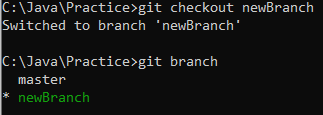 C:\Java\Practice>git checkout newBranch
Switched to branch 'newBranch'
C:\Java\Practice>git branch
  master
* newBranch